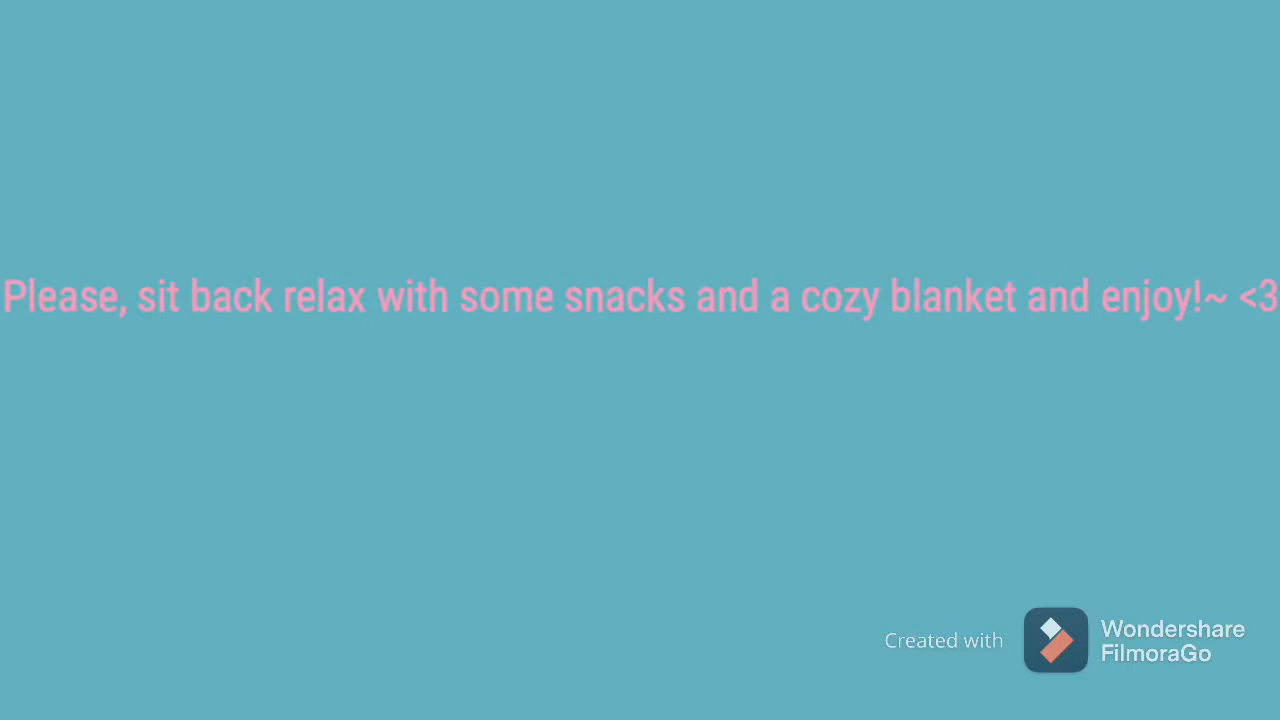 Please, sit back relax with some snacks and a cozy blanket and enjoy!~ <3
Created with
Wondershare
FilmoraGo